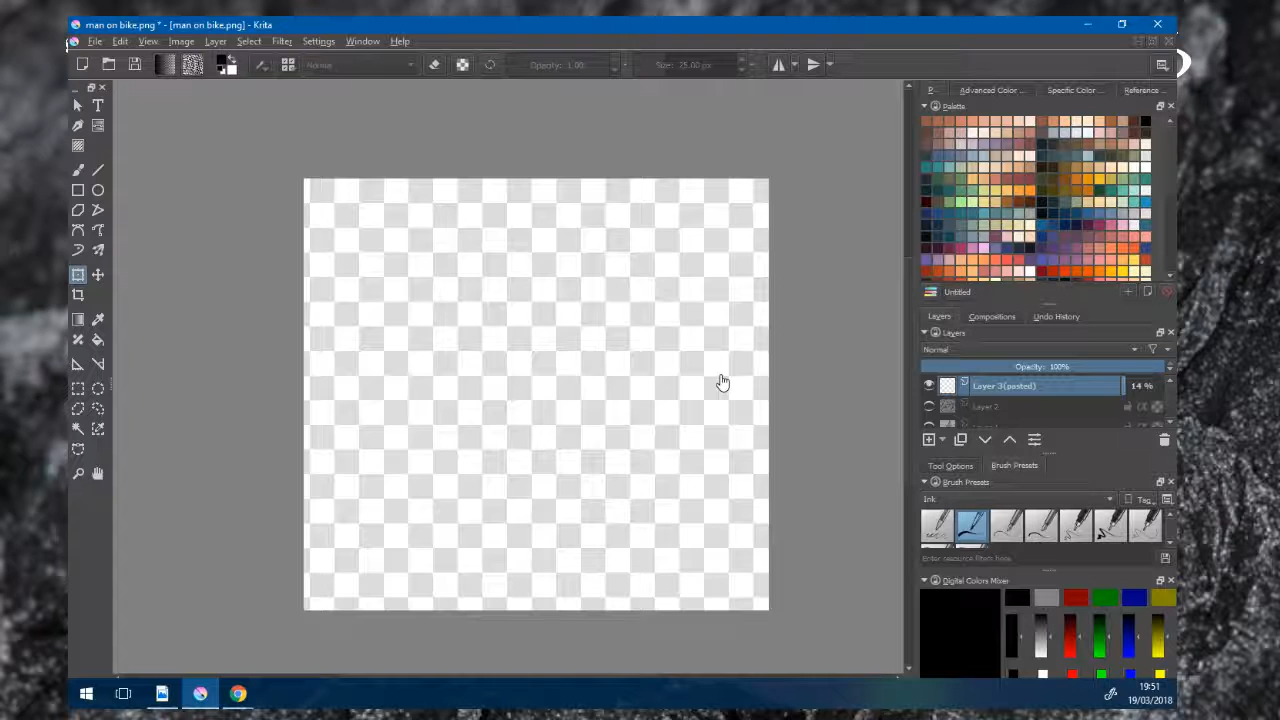 man on bike.png * - [man on bike.png] - Krita
File Edit View Image Layer Select Filter Settings Window Help
Normal Opacity: 1.00 Size: 25.00 px
P... Advanced Color ... Specific Color ... Reference ...
Palette
Untitled
Layers Compositions Undo History
Layers
Normal
Opacity: 100%
Layer 3(pasted) 14 %
Layer 2
Tool Options Brush Presets
Brush Presets
Ink Tag
Enter resource filters here
Digital Colors Mixer
19:51
19/03/2018